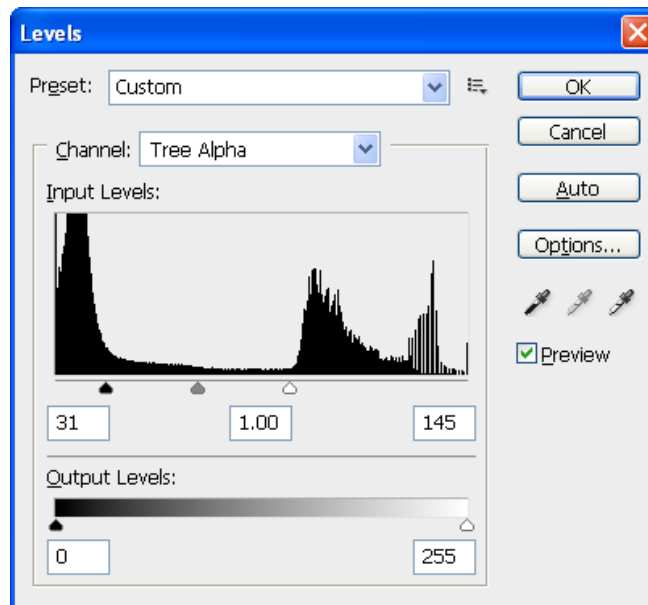 Levels
Preset: Custom
OK
Cancel
Channel: Tree Alpha
Auto
Input Levels:
Options...
Preview
31 1.00 145
Output Levels:
0 255